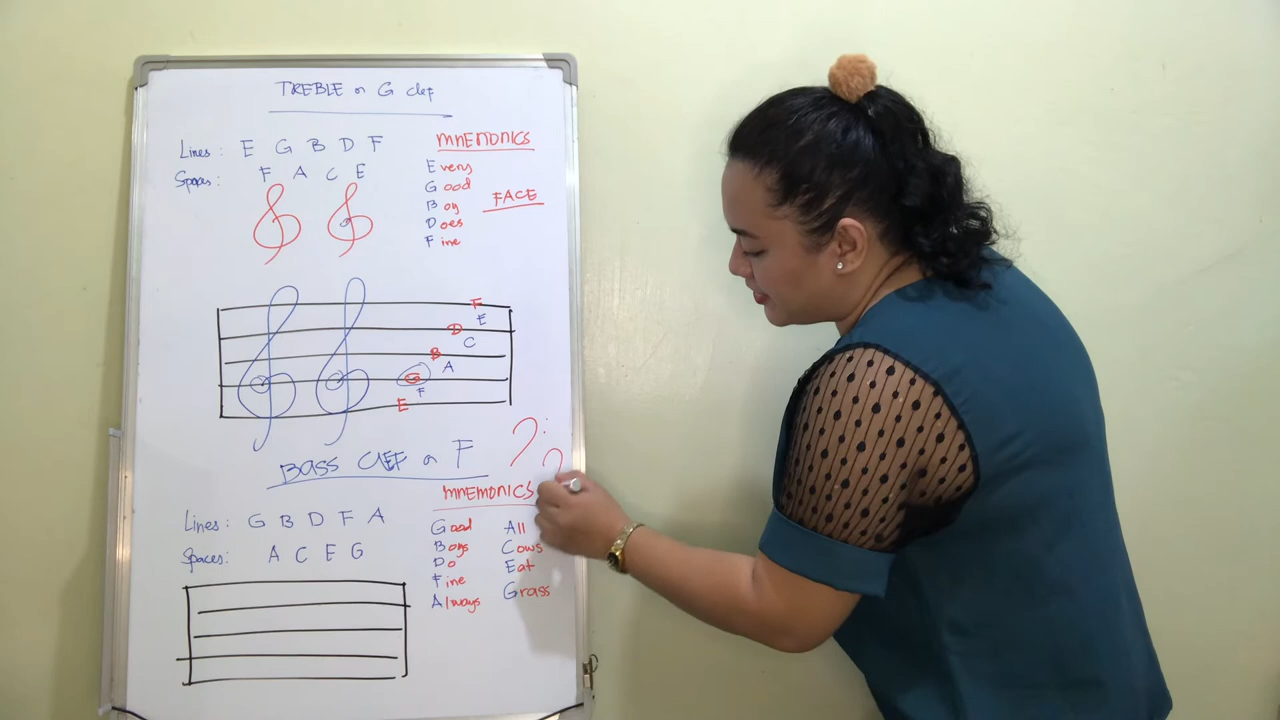 TREBLE or G clef
Lines: E G B D F
Spaces: F A C E
MNEMONICS
Every
Good
Boy
Does
Fine
FACE
F
E
D
C
B
A
G
F
E
BASS CLEF or F
MNEMONICS
Lines: G B D F A
Spaces: A C E G
Good
Boys
Do
Fine
Always
All
Cows
Eat
Grass